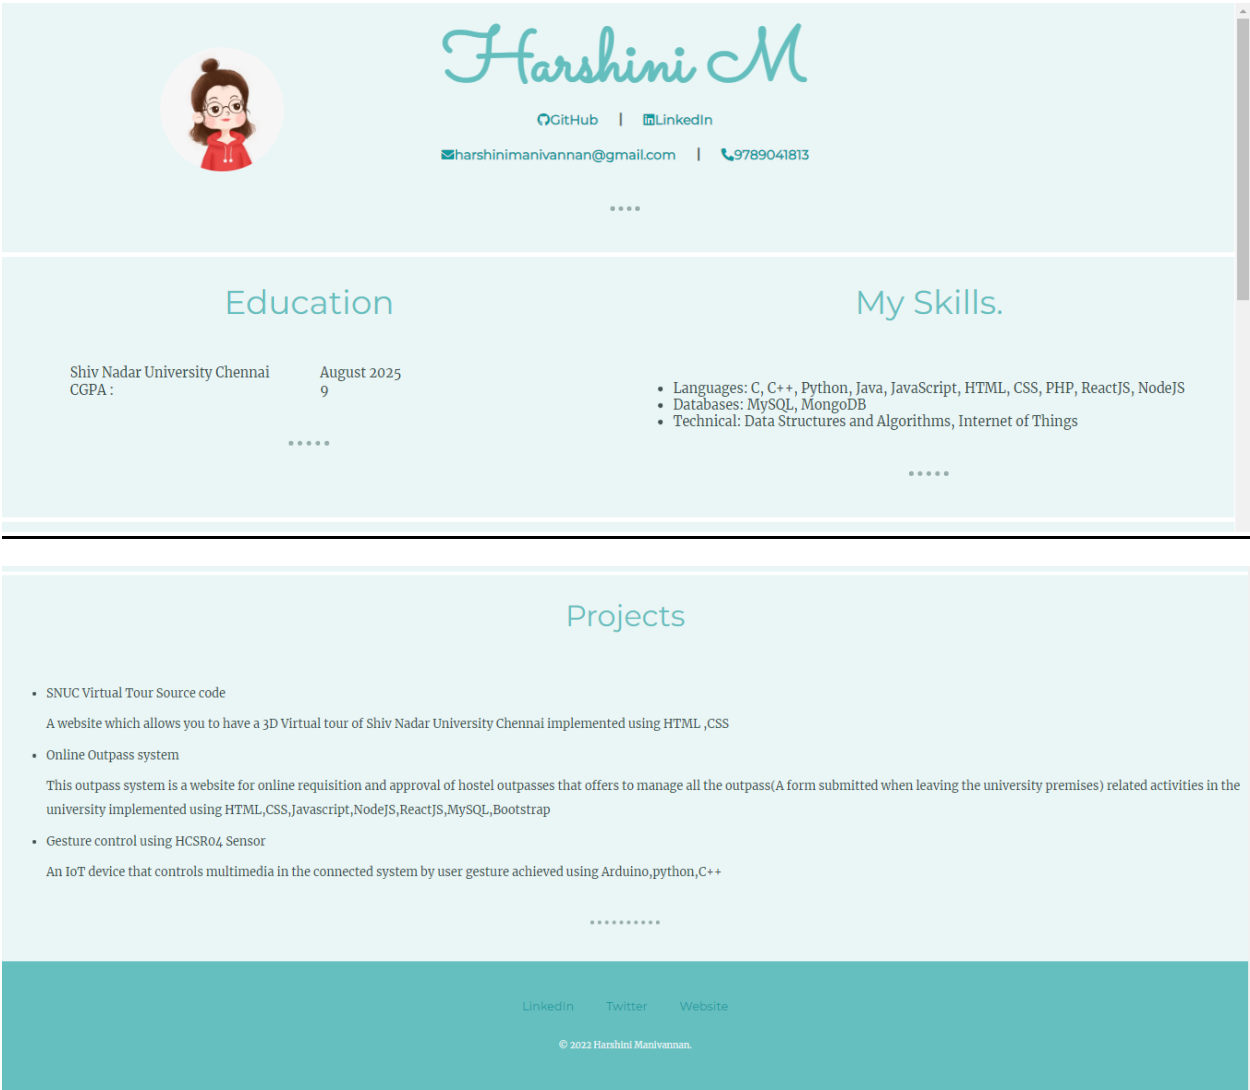 Harshini M
GitHub | LinkedIn
harshinimanivannan@gmail.com | 9789041813
Education
Shiv Nadar University Chennai August 2025
CGPA : 9
My Skills.
• Languages: C, C++, Python, Java, JavaScript, HTML, CSS, PHP, ReactJS, NodeJS
• Databases: MySQL, MongoDB
• Technical: Data Structures and Algorithms, Internet of Things
Projects
• SNUC Virtual Tour Source code
A website which allows you to have a 3D Virtual tour of Shiv Nadar University Chennai implemented using HTML ,CSS
• Online Outpass system
This outpass system is a website for online requisition and approval of hostel outpasses that offers to manage all the outpass(A form submitted when leaving the university premises) related activities in the
university implemented using HTML,CSS,Javascript,NodeJS,ReactJS,MySQL,Bootstrap
• Gesture control using HCSR04 Sensor
An IoT device that controls multimedia in the connected system by user gesture achieved using Arduino,python,C++
LinkedIn Twitter Website
© 2022 Harshini Manivannan.